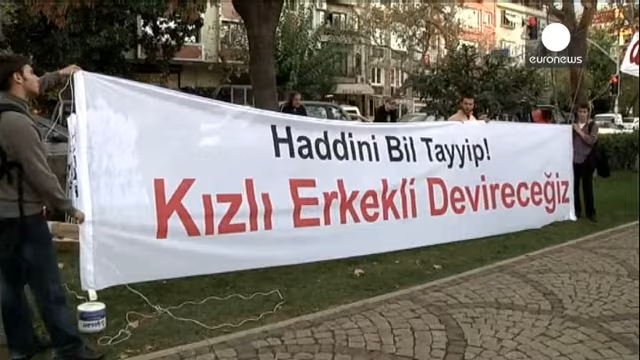 euronews
Haddini Bil Tayyip!
Kızlı Erkekli Devireceğiz